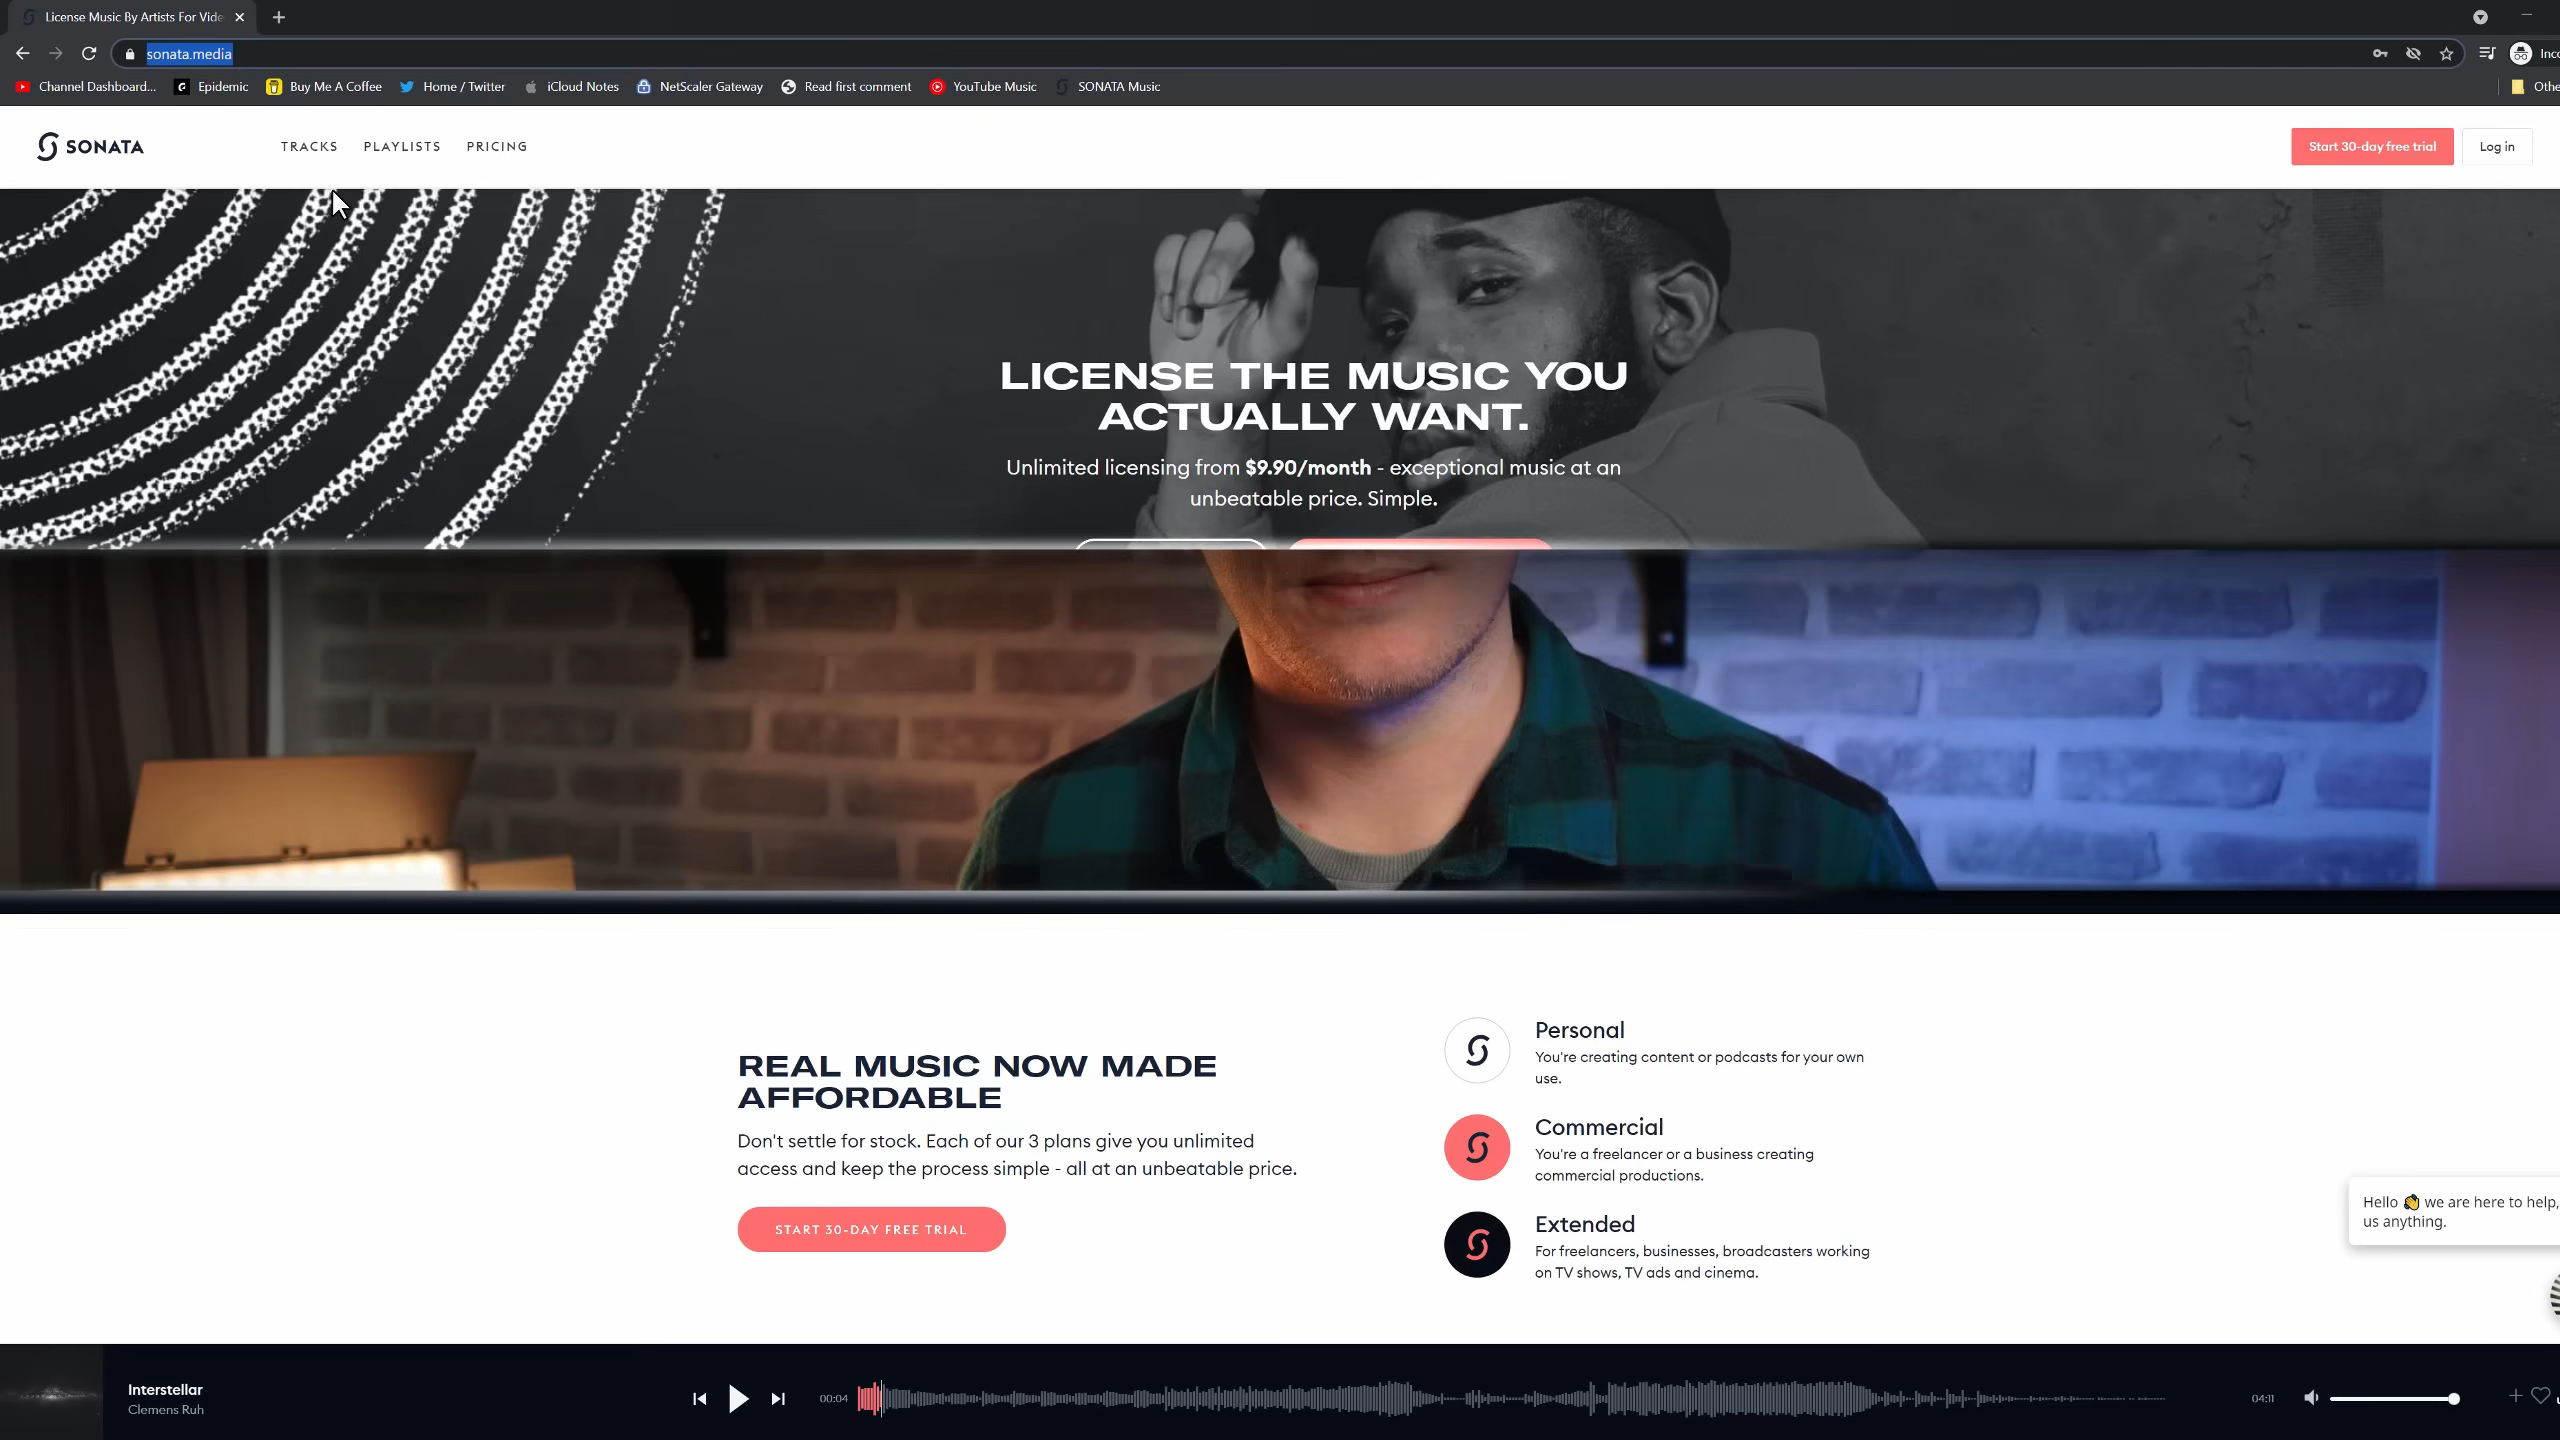 License Music By Artists For Vide
sonata.media
Channel Dashboard... Epidemic Buy Me A Coffee Home / Twitter iCloud Notes NetScaler Gateway Read first comment YouTube Music SONATA Music
SONATA TRACKS PLAYLISTS PRICING Start 30-day free trial Log in
LICENSE THE MUSIC YOU
ACTUALLY WANT.
Unlimited licensing from $9.90/month - exceptional music at an
unbeatable price. Simple.
REAL MUSIC NOW MADE
AFFORDABLE
Don't settle for stock. Each of our 3 plans give you unlimited
access and keep the process simple - all at an unbeatable price.
START 30-DAY FREE TRIAL
Personal
You're creating content or podcasts for your own
use.
Commercial
You're a freelancer or a business creating
commercial productions.
Extended
For freelancers, businesses, broadcasters working
on TV shows, TV ads and cinema.
Hello 👋 we are here to help,
us anything.
Interstellar
Clemens Ruh
00:04
04:11